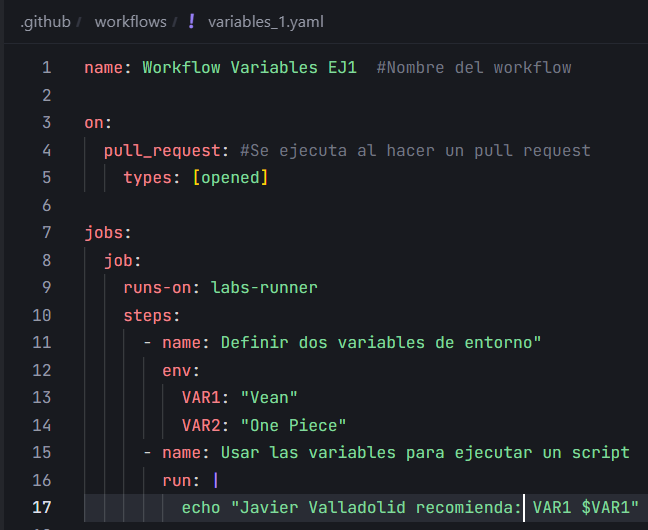 .github / workflows / ! variables_1.yaml
1 name: Workflow Variables EJ1  #Nombre del workflow
2
3 on:
4   pull_request: #Se ejecuta al hacer un pull request
5     types: [opened]
6
7 jobs:
8   job:
9     runs-on: labs-runner
10     steps:
11       - name: Definir dos variables de entorno"
12         env:
13           VAR1: "Vean"
14           VAR2: "One Piece"
15       - name: Usar las variables para ejecutar un script
16         run: |
17           echo "Javier Valladolid recomienda: VAR1 $VAR1"